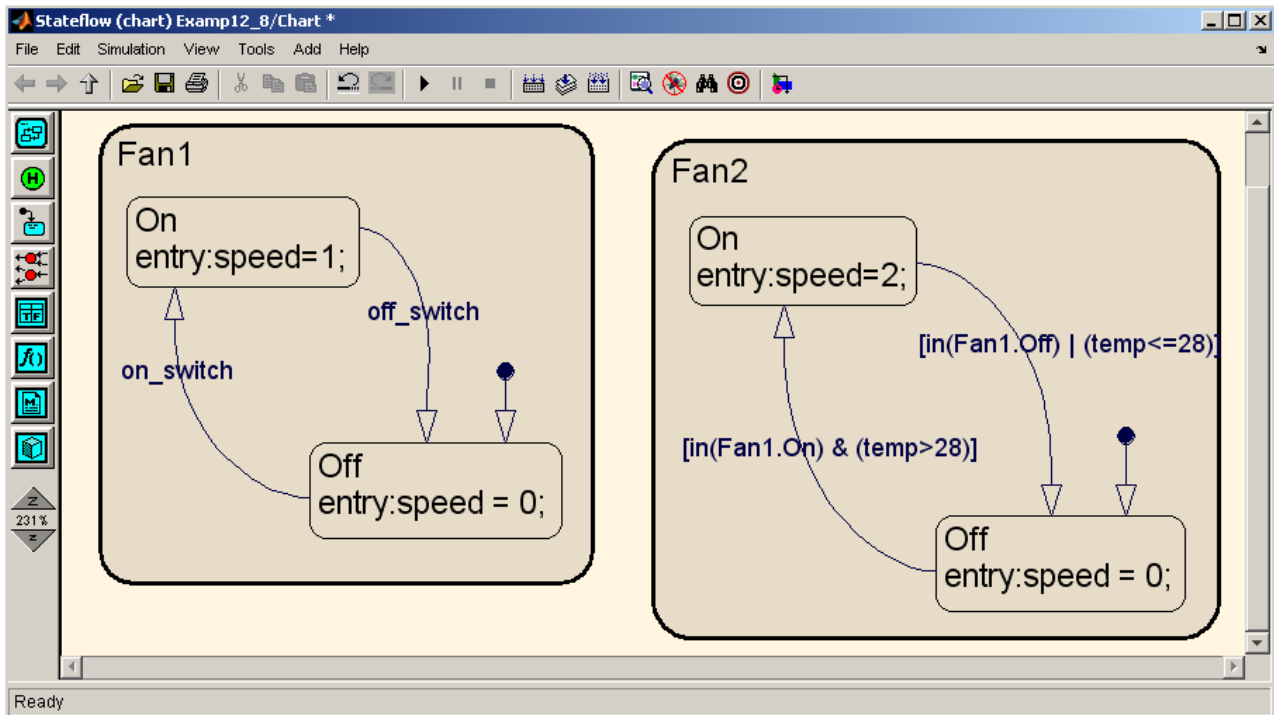 Stateflow (chart) Examp12_8/Chart *
File Edit Simulation View Tools Add Help
H
TF
f()
M
Z
231%
Z
Fan1
On
entry:speed=1;
off_switch
on_switch
Off
entry:speed = 0;
Fan2
On
entry:speed=2;
[in(Fan1.Off) | (temp<=28)]
[in(Fan1.On) & (temp>28)]
Off
entry:speed = 0;
Ready